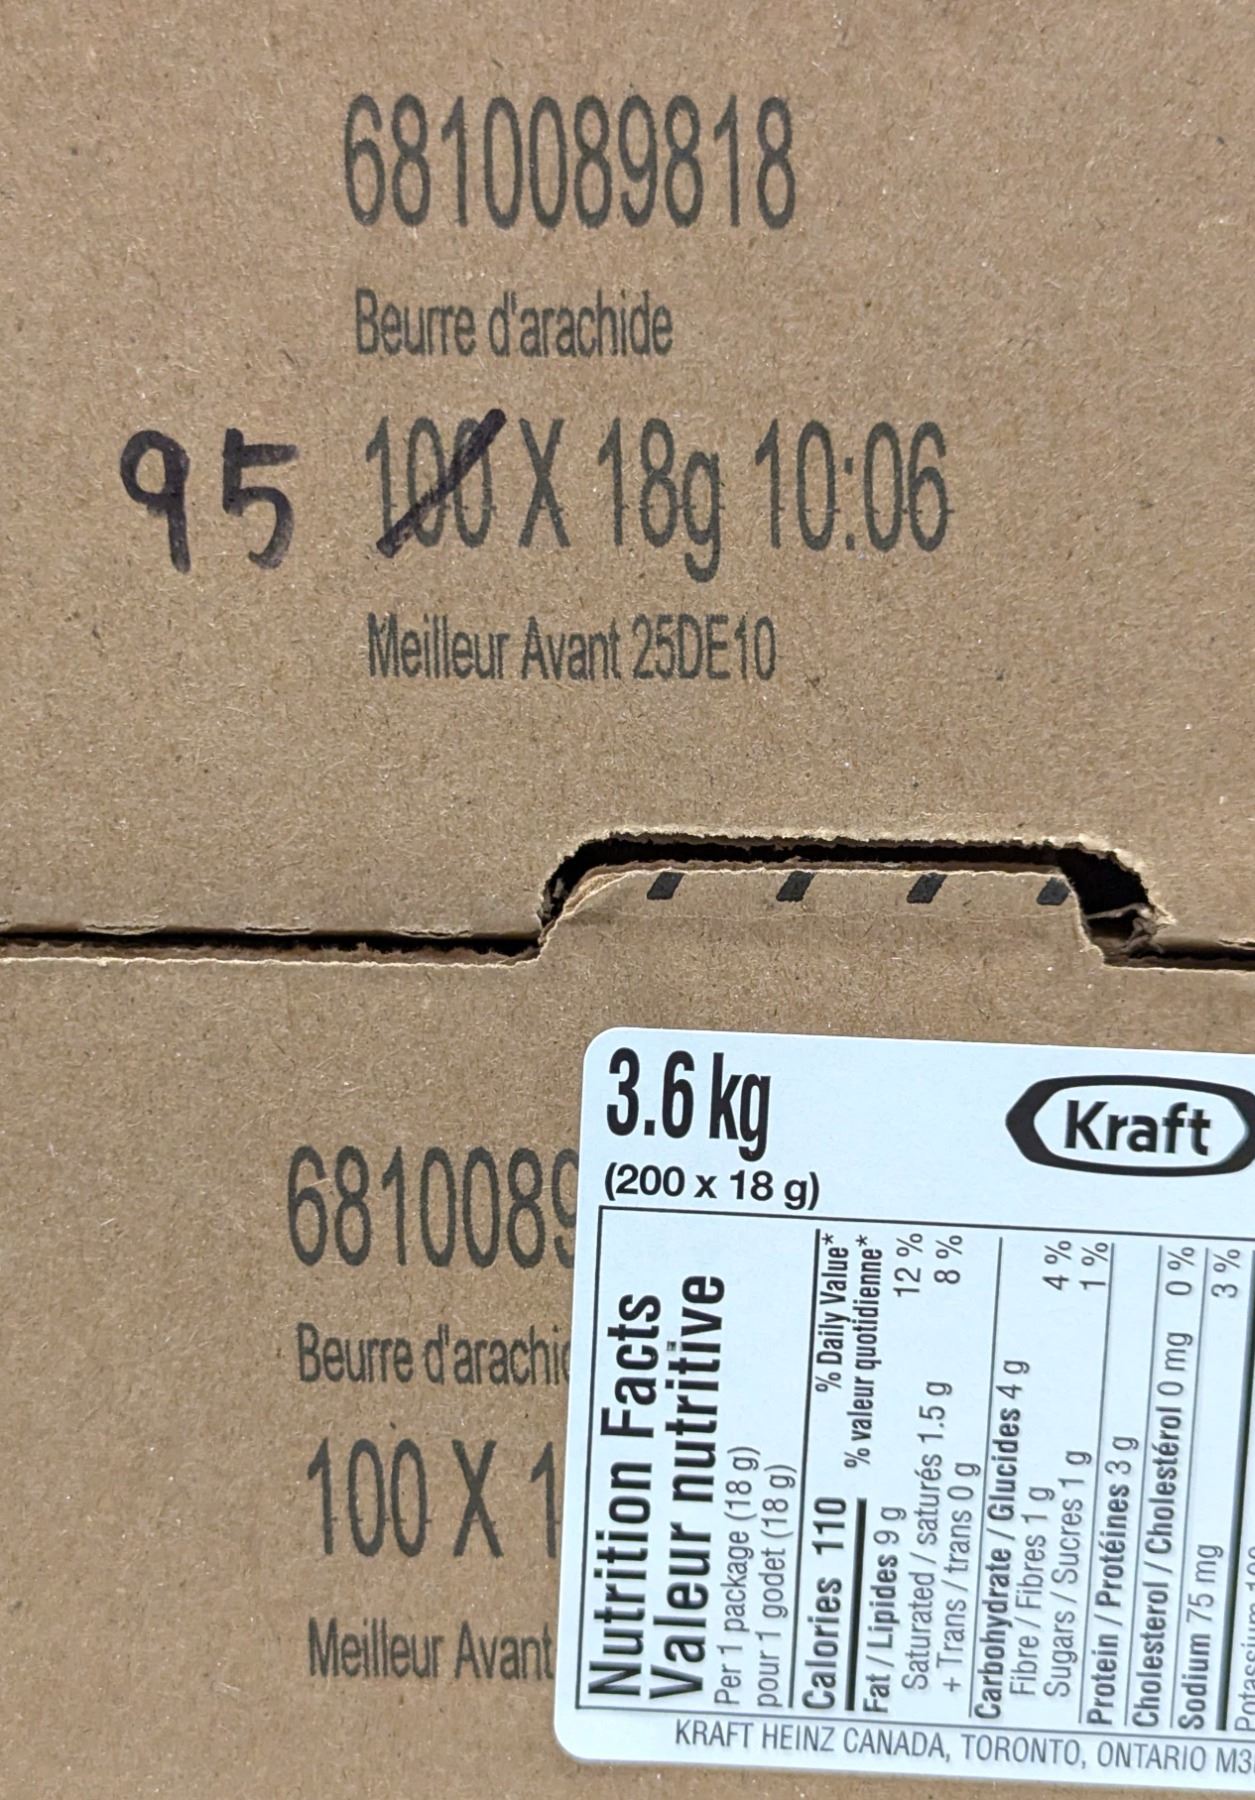 6810089818
Beurre d'arachide
95 100 X 18g 10:06
Meilleur Avant 25DE10
3.6 kg
(200 x 18 g)
Kraft
681008
Beurre d'arachi
100 X 1
Meilleur Avant
Nutrition Facts
Valeur nutritive
Per 1 package (18 g)
pour 1 godet (18 g)
Calories 110
% Daily Value*
% valeur quotidienne*
Fat / Lipides 9 g 12 %
Saturated / saturés 1.5 g 8 %
+ Trans / trans 0 g
Carbohydrate / Glucides 4 g
Fibre / Fibres 1 g 4 %
Sugars / Sucres 1 g 1 %
Protein / Protéines 3 g
Cholesterol / Cholestérol 0 mg 0 %
Sodium 75 mg 3 %
KRAFT HEINZ CANADA, TORONTO, ONTARIO M3